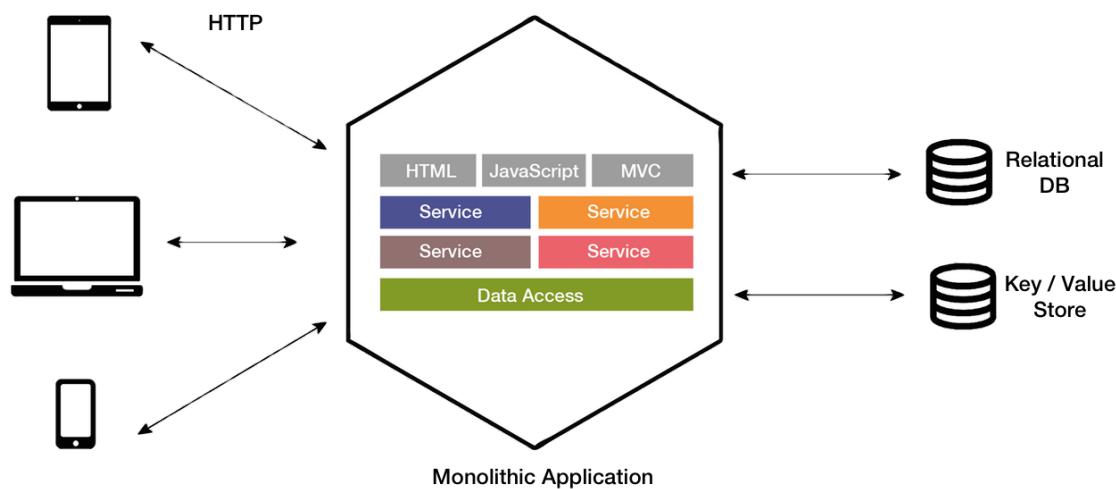 HTTP
HTML
JavaScript
MVC
Service
Service
Service
Service
Data Access
Relational
DB
Key / Value
Store
Monolithic Application